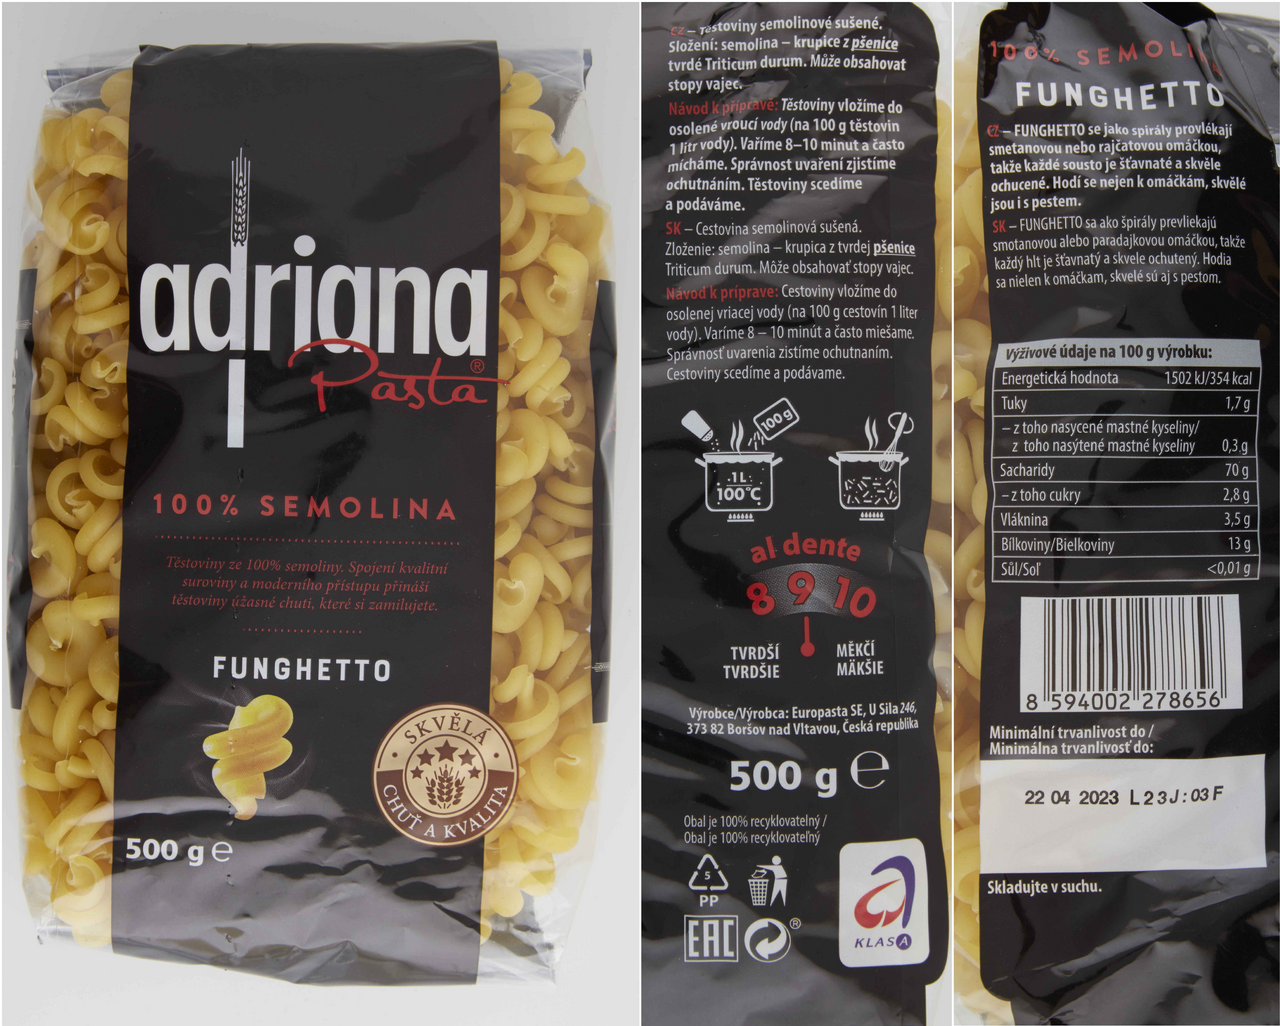 adriana
Pasta®
100% SEMOLINA
Těstoviny ze 100% semoliny. Spojení kvalitní
suroviny a moderního přístupu přináší
těstoviny úžasné chuti, které si zamilujete.
FUNGHETTO
SKVĚLÁ
CHUŤ A KVALITA
500 g e
CZ – Těstoviny semolinové sušené.
Složení: semolina – krupice z pšenice
tvrdé Triticum durum. Může obsahovat
stopy vajec.
Návod k přípravě: Těstoviny vložíme do
osolené vroucí vody (na 100 g těstovin
1 litr vody). Vaříme 8–10 minut a často
mícháme. Správnost uvaření zjistíme
ochutnáním. Těstoviny scedíme
a podáváme.
SK – Cestovina semolinová sušená.
Zloženie: semolina – krupica z tvrdej pšenice
Triticum durum. Môže obsahovať stopy vajec.
Návod k príprave: Cestoviny vložíme do
osolenej vriacej vody (na 100 g cestovín 1 liter
vody). Varíme 8 – 10 minút a často miešame.
Správnosť uvarenia zistíme ochutnaním.
Cestoviny scedíme a podávame.
100 g
1L
100°C
al dente
8 9 10
TVRDŠÍ MĚKČÍ
TVRDŠIE MÄKŠIE
Výrobce/Výrobca: Europasta SE, U Sila 246,
373 82 Boršov nad Vltavou, Česká republika
500 g e
Obal je 100% recyklovatelný /
Obal je 100% recyklovateľný
5
PP
EAC
®
KLASA
100% SEMOLI
FUNGHETTO
CZ – FUNGHETTO se jako spirály provlékají
smetanovou nebo rajčatovou omáčkou,
takže každé sousto je šťavnaté a skvěle
ochucené. Hodí se nejen k omáčkám, skvělé
jsou i s pestem.
SK – FUNGHETTO sa ako špirály prevliekajú
smotanovou alebo paradajkovou omáčkou, takže
každý hlt je šťavnatý a skvele ochutený. Hodia
sa nielen k omáčkam, skvelé sú aj s pestom.
Výživové údaje na 100 g výrobku:
Energetická hodnota 1502 kJ/354 kcal
Tuky 1,7 g
– z toho nasycené mastné kyseliny/
z toho nasýtené mastné kyseliny 0,3 g
Sacharidy 70 g
– z toho cukry 2,8 g
Vláknina 3,5 g
Bílkoviny/Bielkoviny 13 g
Sůl/Soľ <0,01 g
8 594002 278656
Minimální trvanlivost do /
Minimálna trvanlivosť do:
22 04 2023 L23J:03F
Skladujte v suchu.